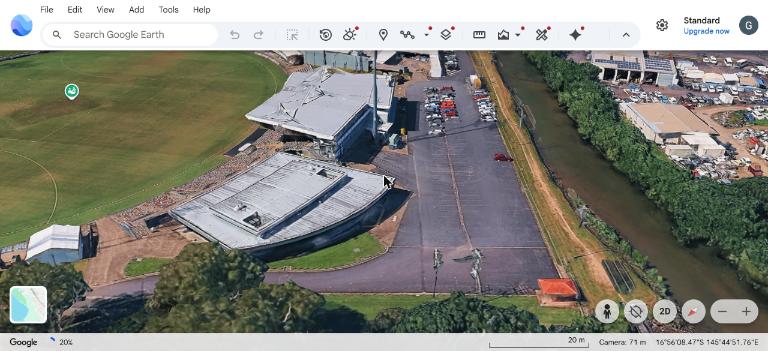 File Edit View Add Tools Help
Search Google Earth
Standard
Upgrade now
G
2D
Google
20%
20 m
Camera: 71 m
16°56'08.47"S 145°44'51.76"E